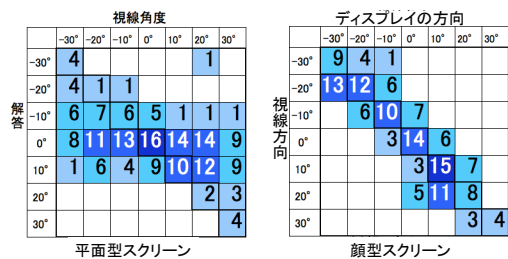 視線角度
-30° -20° -10° 0° 10° 20° 30°
-30° 4 1
-20° 4 1 1
-10° 6 7 6 5 1 1 1
0° 8 11 13 16 14 14 9
10° 1 6 4 9 10 12 9
20° 2 3
30° 4
解答
平面型スクリーン
ディスプレイの方向
-30° -20° -10° 0° 10° 20° 30°
-30° 9 4 1
-20° 13 12 6
-10° 6 10 7
0° 3 14 6
10° 3 15 7
20° 5 11 8
30° 3 4
視線方向
顔型スクリーン